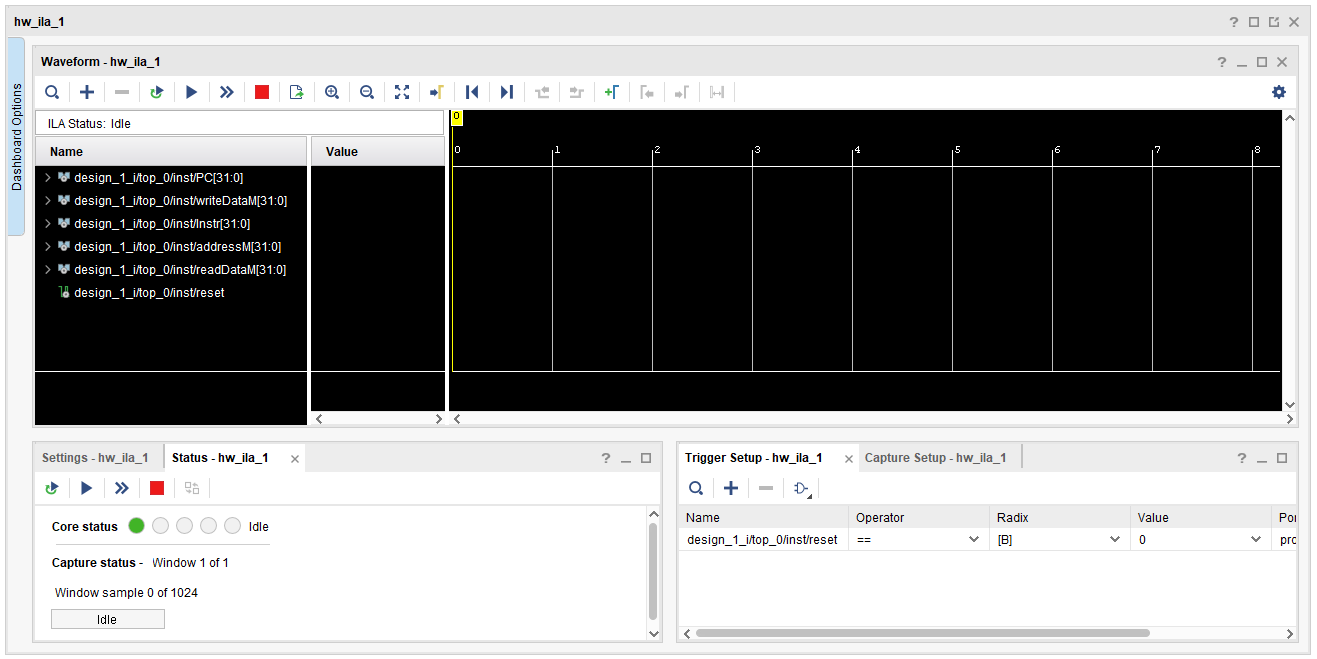 hw_ila_1
Dashboard Options
Waveform - hw_ila_1
ILA Status: Idle
Name Value
design_1_i/top_0/inst/PC[31:0]
design_1_i/top_0/inst/writeDataM[31:0]
design_1_i/top_0/inst/Instr[31:0]
design_1_i/top_0/inst/addressM[31:0]
design_1_i/top_0/inst/readDataM[31:0]
design_1_i/top_0/inst/reset
0
0 1 2 3 4 5 6 7 8
Settings - hw_ila_1 Status - hw_ila_1
Core status Idle
Capture status - Window 1 of 1
Window sample 0 of 1024
Idle
Trigger Setup - hw_ila_1 Capture Setup - hw_ila_1
Name Operator Radix Value Por
design_1_i/top_0/inst/reset == [B] 0 pro